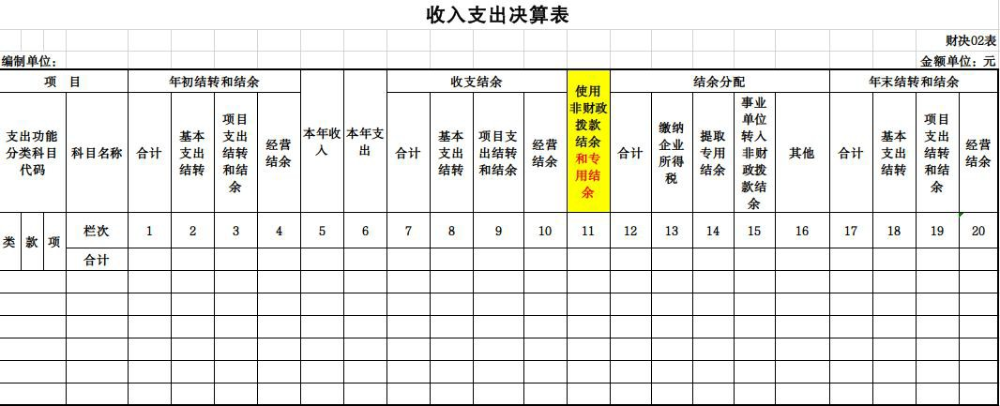 收入支出决算表
财决02表
编制单位：
金额单位：元
项 目
年初结转和结余
本年收入
本年支出
收支结余
使用非财政拨款结余和专用结余
结余分配
年末结转和结余
支出功能分类科目代码
科目名称
合计
基本支出结转
项目支出结转和结余
经营结余
合计
基本支出结转
项目支出结转和结余
经营结余
合计
缴纳企业所得税
提取专用结余
事业单位转入非财政拨款结余
其他
合计
基本支出结转
项目支出结转和结余
经营结余
类 款 项
栏次 1 2 3 4 5 6 7 8 9 10 11 12 13 14 15 16 17 18 19 20
合计